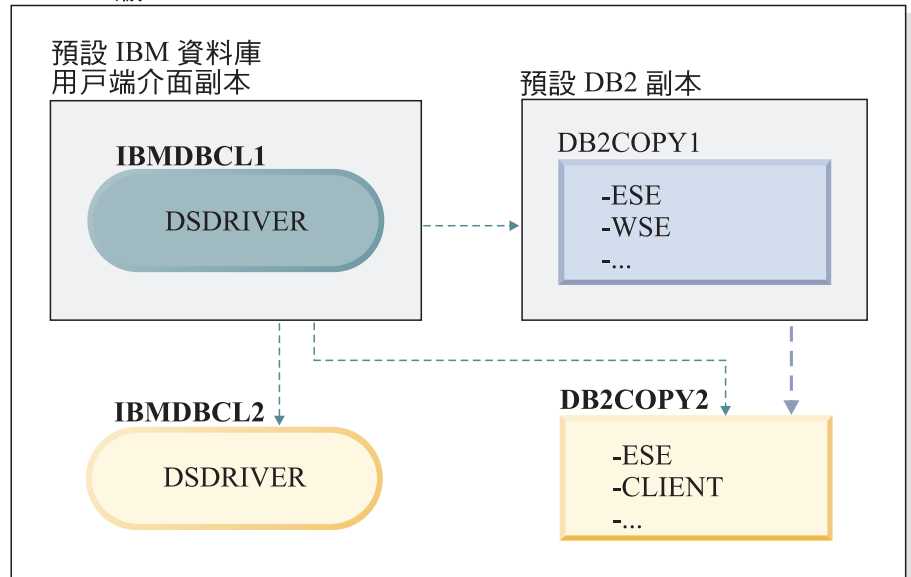 預設 IBM 資料庫
用戶端介面副本
IBMDBCL1
DSDRIVER
預設 DB2 副本
DB2COPY1
-ESE
-WSE
-...
IBMDBCL2
DSDRIVER
DB2COPY2
-ESE
-CLIENT
-...